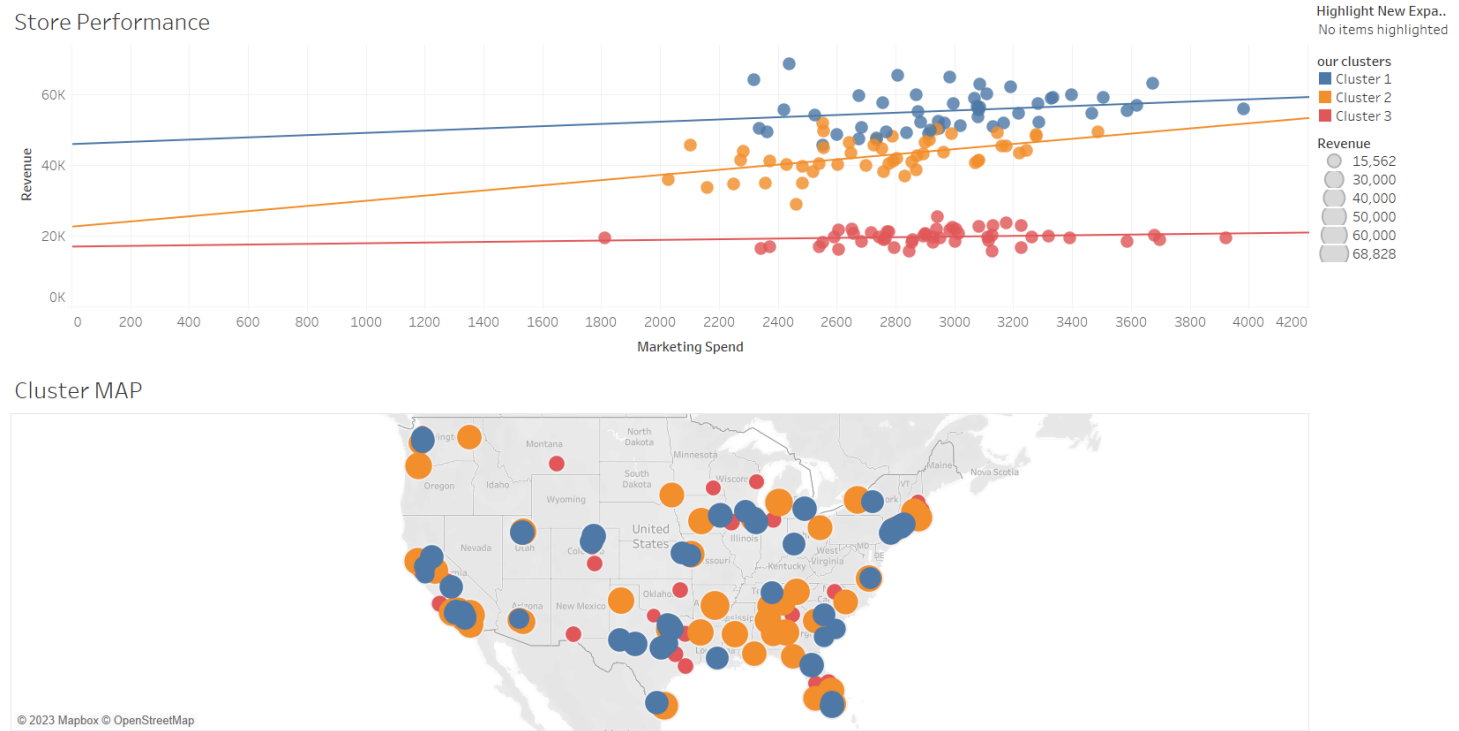 Store Performance
Highlight New Expa..
No items highlighted
our clusters
Cluster 1
Cluster 2
Cluster 3
Revenue
15,562
30,000
40,000
50,000
60,000
68,828
Revenue
60K
40K
20K
0K
0 200 400 600 800 1000 1200 1400 1600 1800 2000 2200 2400 2600 2800 3000 3200 3400 3600 3800 4000 4200
Marketing Spend
Cluster MAP
North
Dakota
Montana
Minnesota
Maine
Nova Scotia
South
Dakota
Oregon
Idaho
VT
Wyoming
United
States
Nevada
Utah
Illinois
West
Virginia
MD
DE
Kentucky
Arizona
New Mexico
© 2023 Mapbox © OpenStreetMap